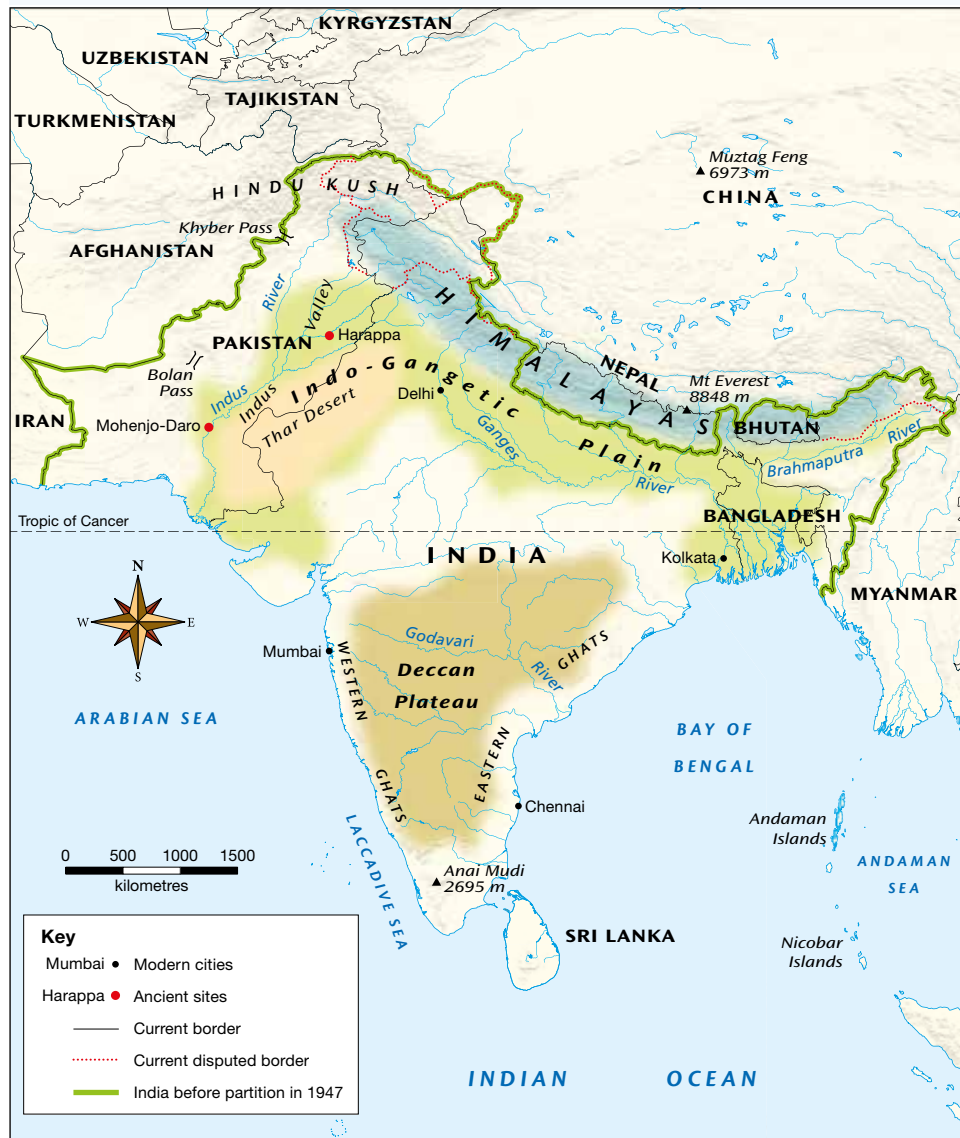 KYRGYZSTAN
UZBEKISTAN
TAJIKISTAN
TURKMENISTAN
Muztag Feng
6973 m
CHINA
HINDU KUSH
Khyber Pass
AFGHANISTAN
River
Valley
Harappa
PAKISTAN
HIMALAYAS
NEPAL
Mt Everest
8848 m
Bolan
Pass
Indo-Gangetic
Plain
Delhi
IRAN
Indus
Indus
Thar Desert
Mohenjo-Daro
Ganges
River
BHUTAN
Brahmaputra
River
Tropic of Cancer
BANGLADESH
INDIA
Kolkata
MYANMAR
N
W
E
S
Mumbai
Godavari
River
WESTERN
GHATS
Deccan
Plateau
EASTERN
GHATS
ARABIAN SEA
BAY OF
BENGAL
Chennai
Andaman
Islands
ANDAMAN
SEA
LACCADIVE SEA
0 500 1000 1500
kilometres
Anai Mudi
2695 m
SRI LANKA
Nicobar
Islands
Key
Mumbai Modern cities
Harappa Ancient sites
Current border
Current disputed border
India before partition in 1947
INDIAN OCEAN